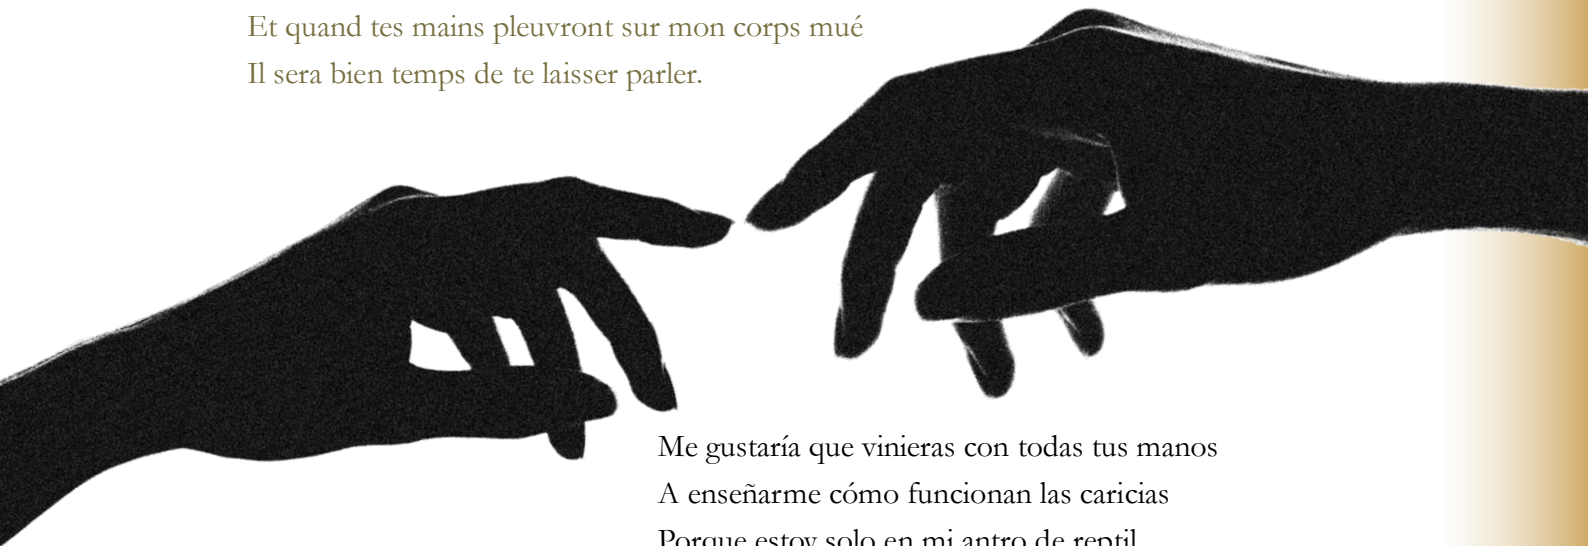 Et quand tes mains pleuvront sur mon corps mué
Il sera bien temps de te laisser parler.
Me gustaría que vinieras con todas tus manos
A enseñarme cómo funcionan las caricias
Porque estoy solo en mi antro de reptil